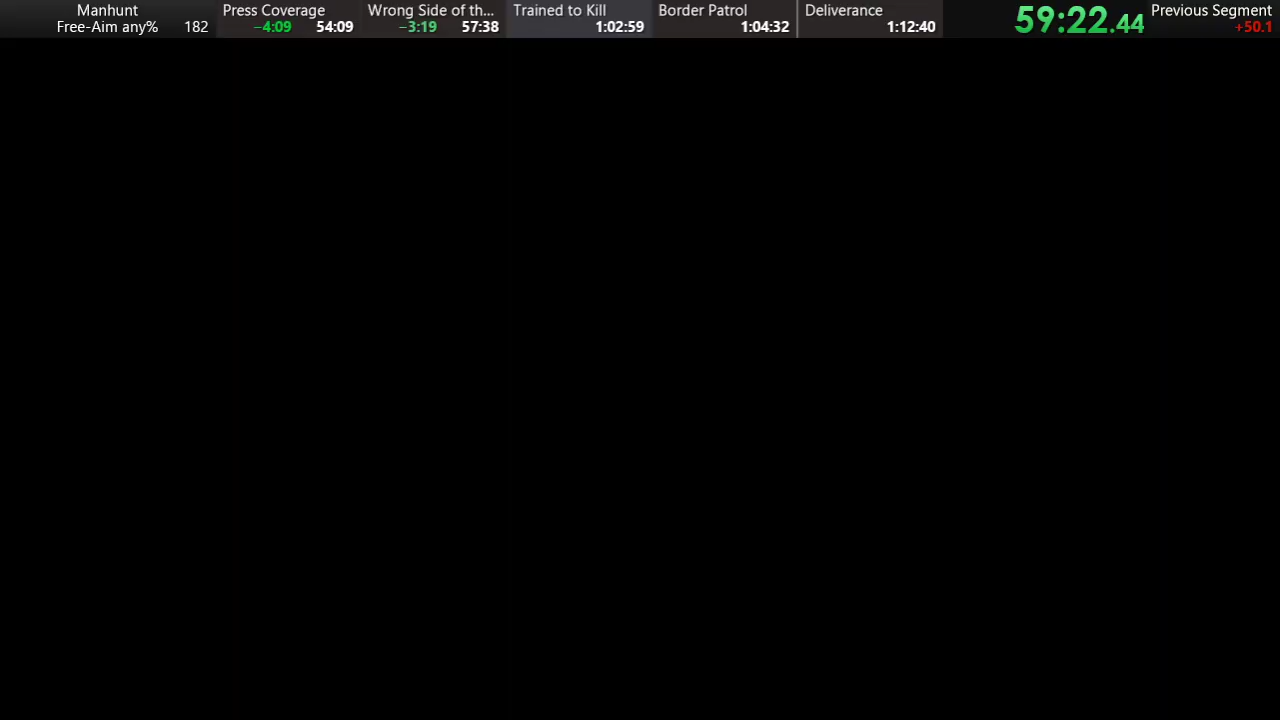 Manhunt
Free-Aim any% 182
Press Coverage
−4:09 54:09
Wrong Side of th...
−3:19 57:38
Trained to Kill
1:02:59
Border Patrol
1:04:32
Deliverance
1:12:40
59:22.44
Previous Segment
+50.1